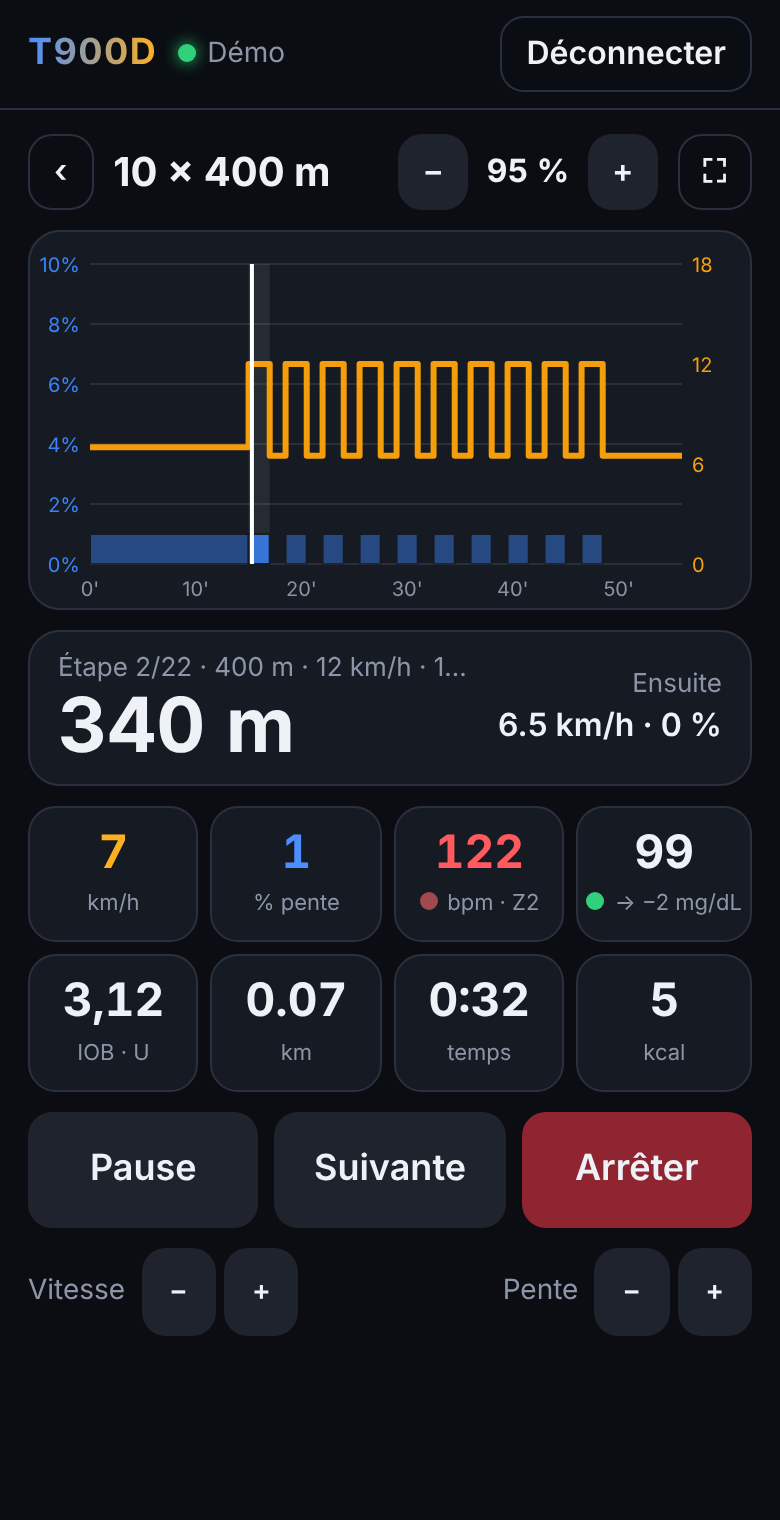 T900D Démo Déconnecter
‹ 10 × 400 m − 95 % +
10% 18
8%
6% 12
4% 6
2%
0% 0
0' 10' 20' 30' 40' 50'
Étape 2/22 · 400 m · 12 km/h · 1...
340 m
Ensuite
6.5 km/h · 0 %
7 1 122 99
km/h % pente bpm · Z2 → −2 mg/dL
3,12 0.07 0:32 5
IOB · U km temps kcal
Pause Suivante Arrêter
Vitesse − + Pente − +